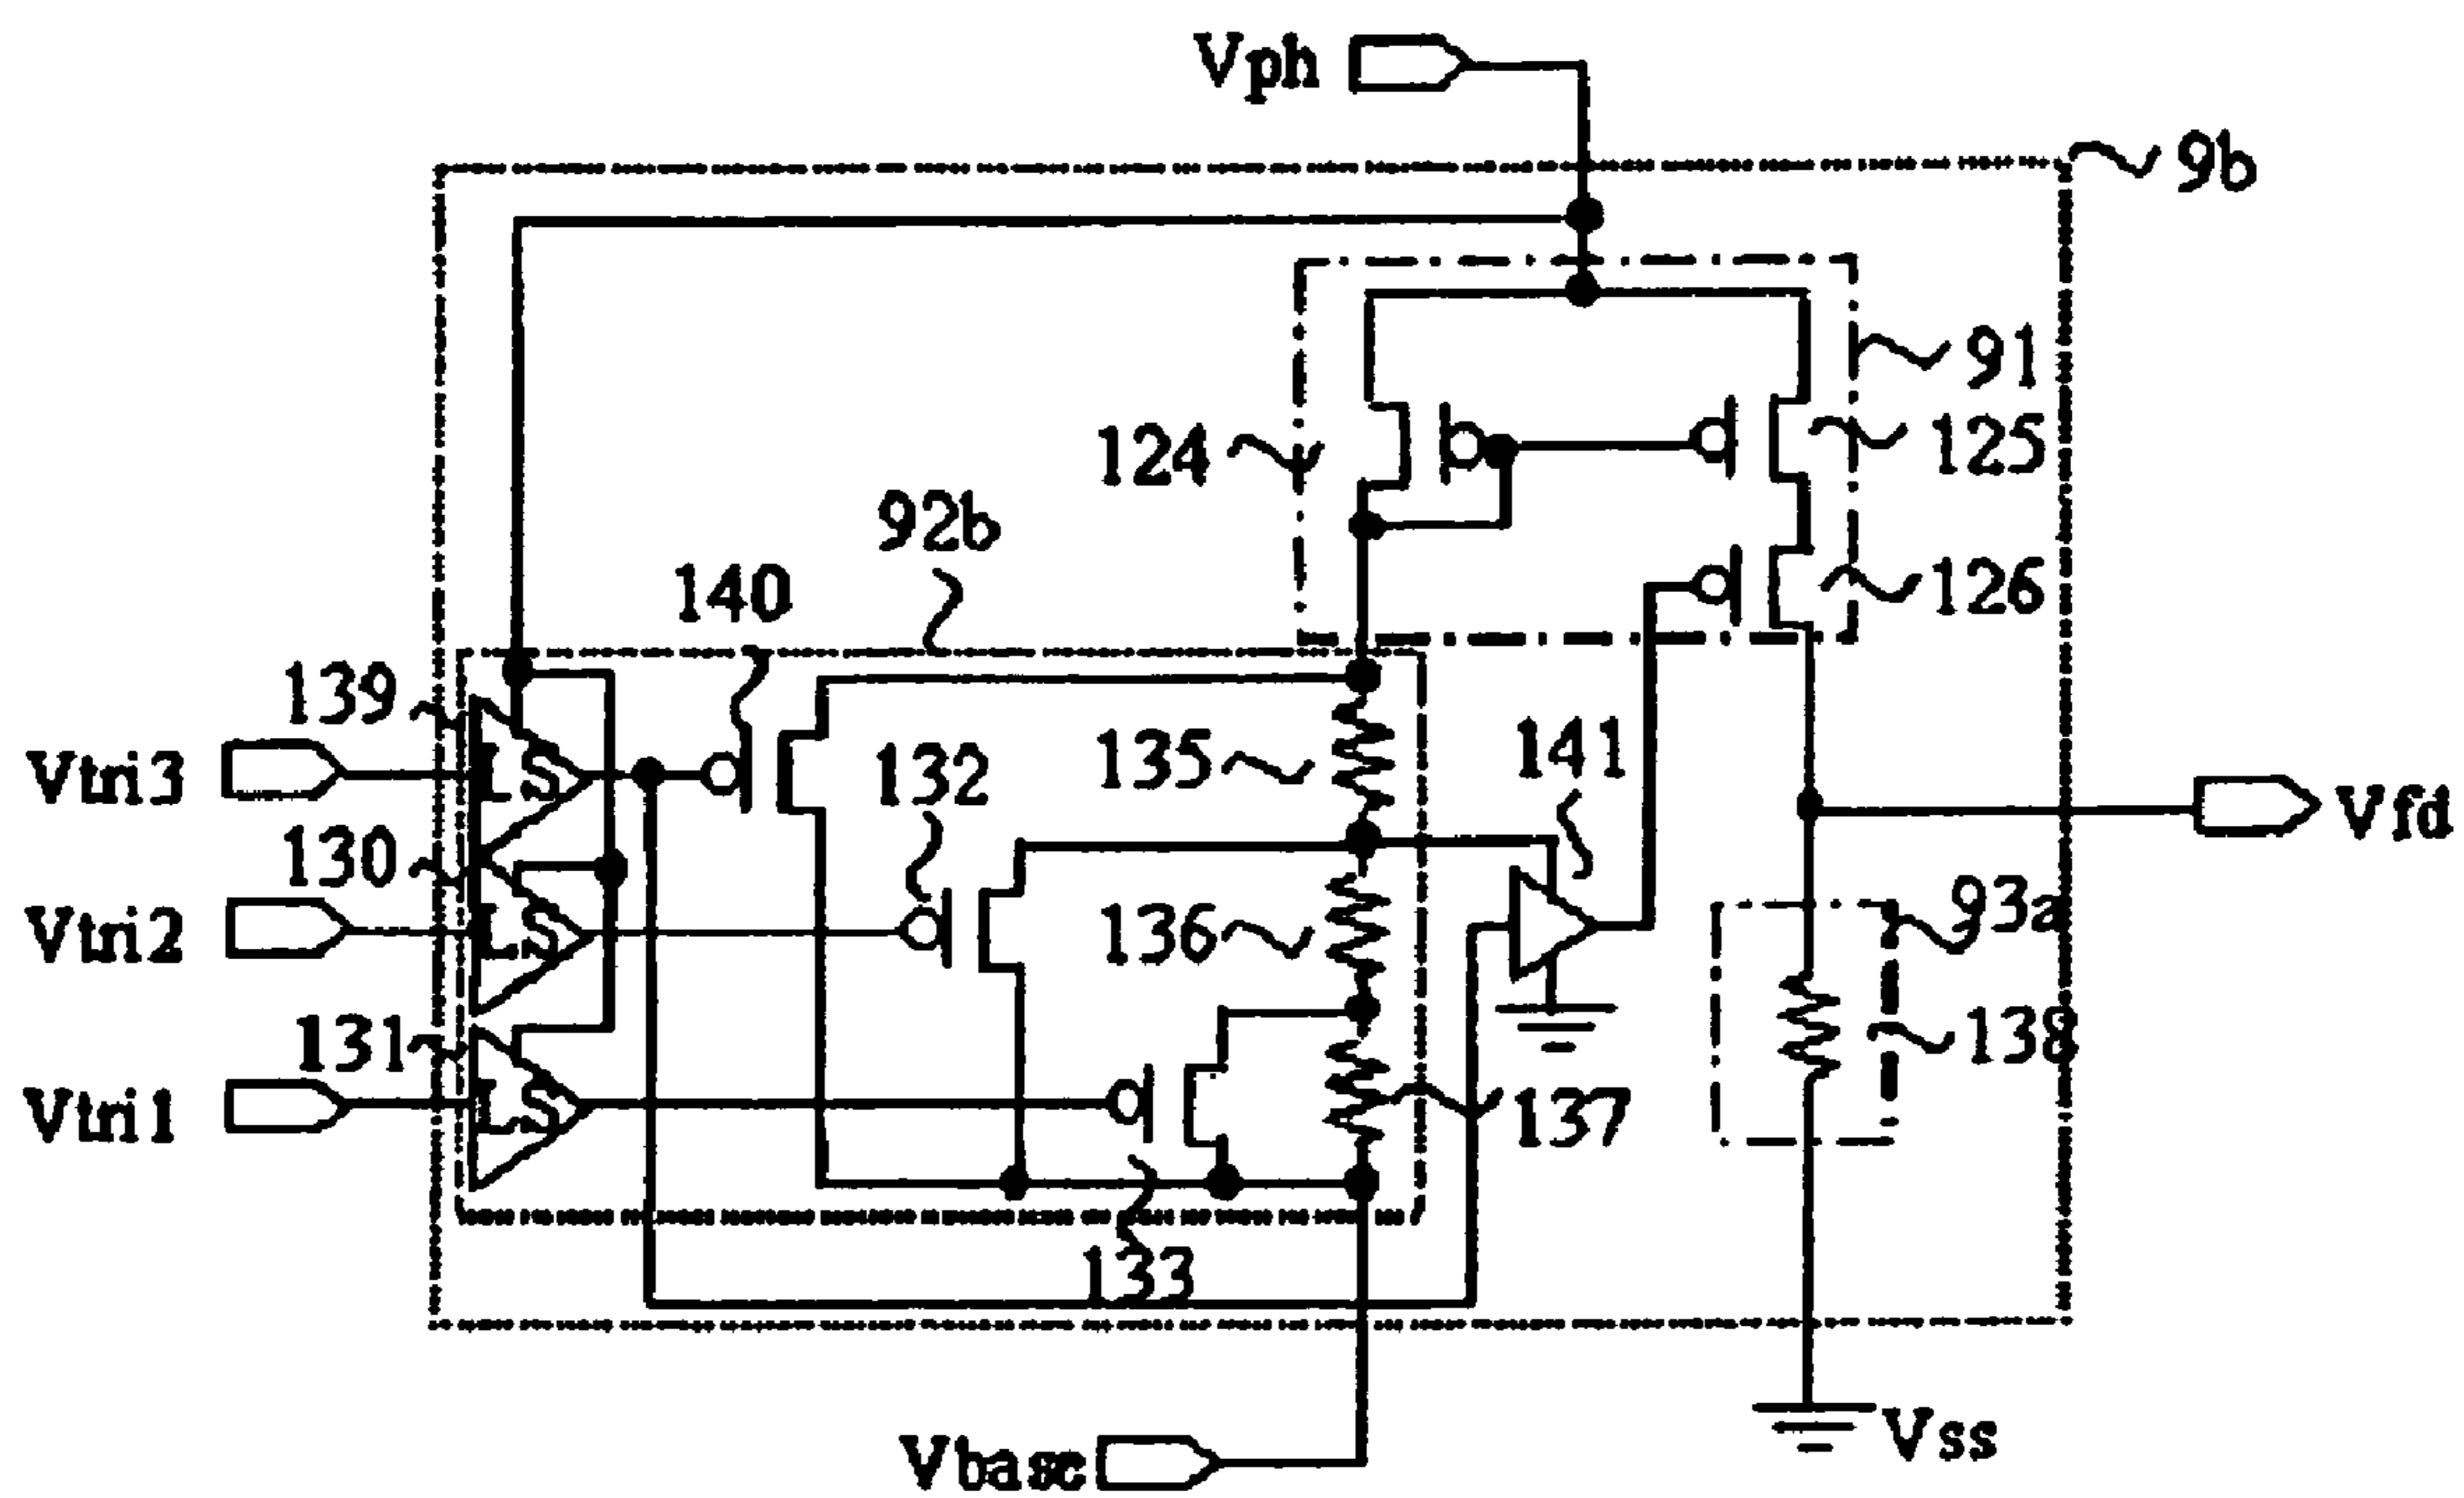 Vph
9b
91
124
125
92b
140
126
139
Vtri3
LS
132
135
141
Vfd
130
Vtri2
LS
136
93a
131
138
Vtri1
LS
137
133
Vbase
Vss